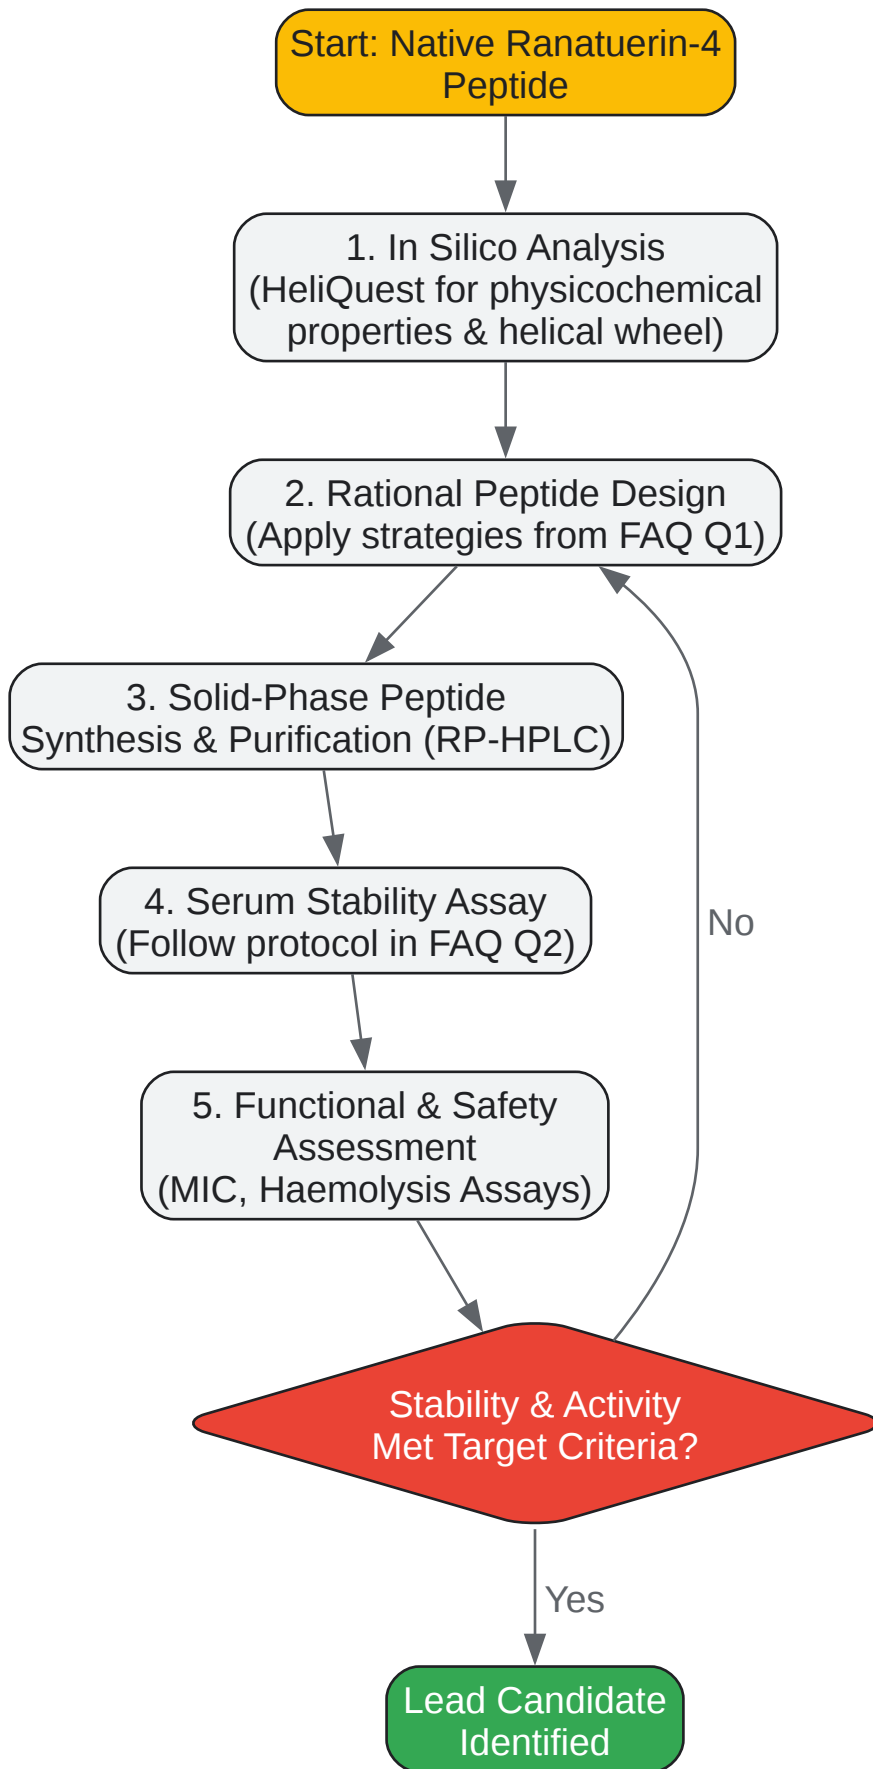 Start: Native Ranatuerin-4
Peptide
1. In Silico Analysis
(HeliQuest for physicochemical
properties & helical wheel)
2. Rational Peptide Design
(Apply strategies from FAQ Q1)
3. Solid-Phase Peptide
Synthesis & Purification (RP-HPLC)
4. Serum Stability Assay
(Follow protocol in FAQ Q2)
No
5. Functional & Safety
Assessment
(MIC, Haemolysis Assays)
Stability & Activity
Met Target Criteria?
Yes
Lead Candidate
Identified